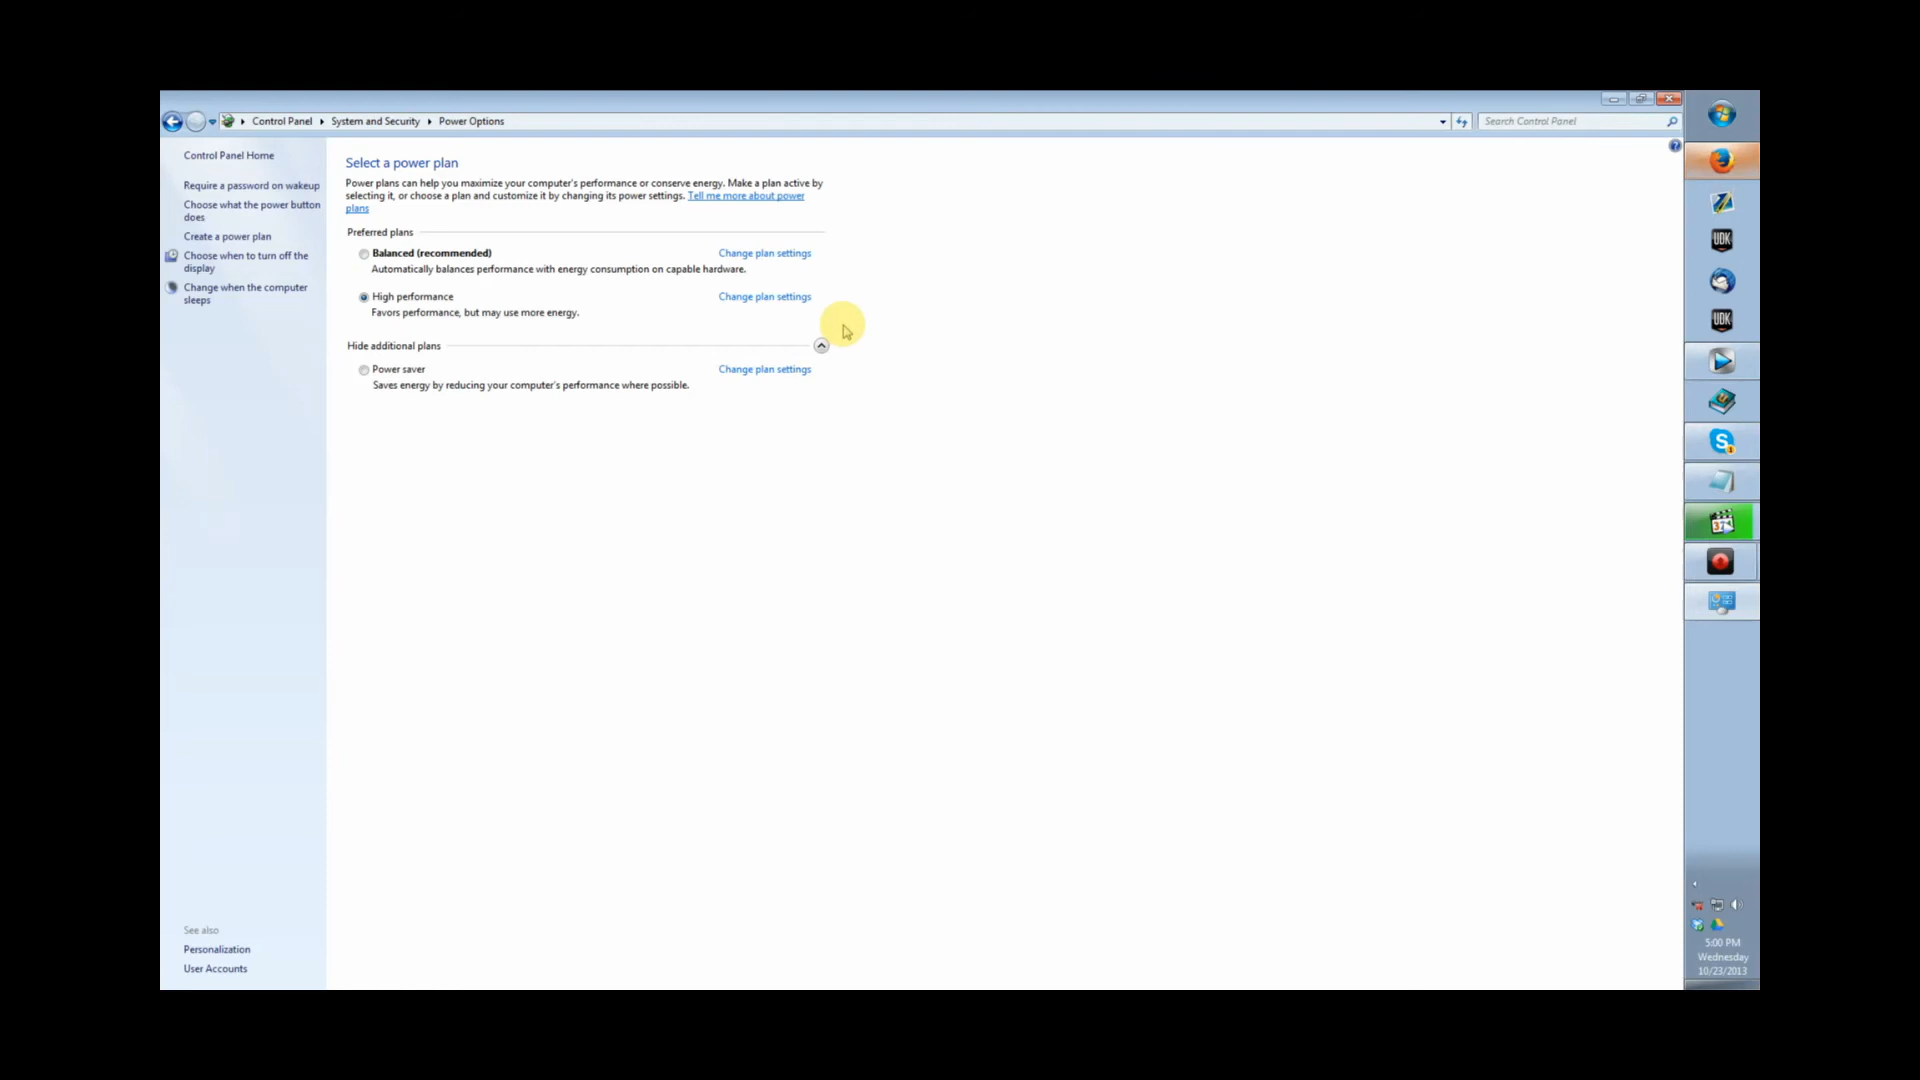 Control Panel
System and Security
Power Options
Search Control Panel
Control Panel Home
Require a password on wakeup
Choose what the power button
does
Create a power plan
Choose when to turn off the
display
Change when the computer
sleeps
Select a power plan
Power plans can help you maximize your computer's performance or conserve energy. Make a plan active by
selecting it, or choose a plan and customize it by changing its power settings. Tell me more about power
plans
Preferred plans
Balanced (recommended) Change plan settings
Automatically balances performance with energy consumption on capable hardware.
High performance Change plan settings
Favors performance, but may use more energy.
Hide additional plans
Power saver Change plan settings
Saves energy by reducing your computer's performance where possible.
See also
Personalization
User Accounts
UDK
UDK
5:00 PM
Wednesday
10/23/2013